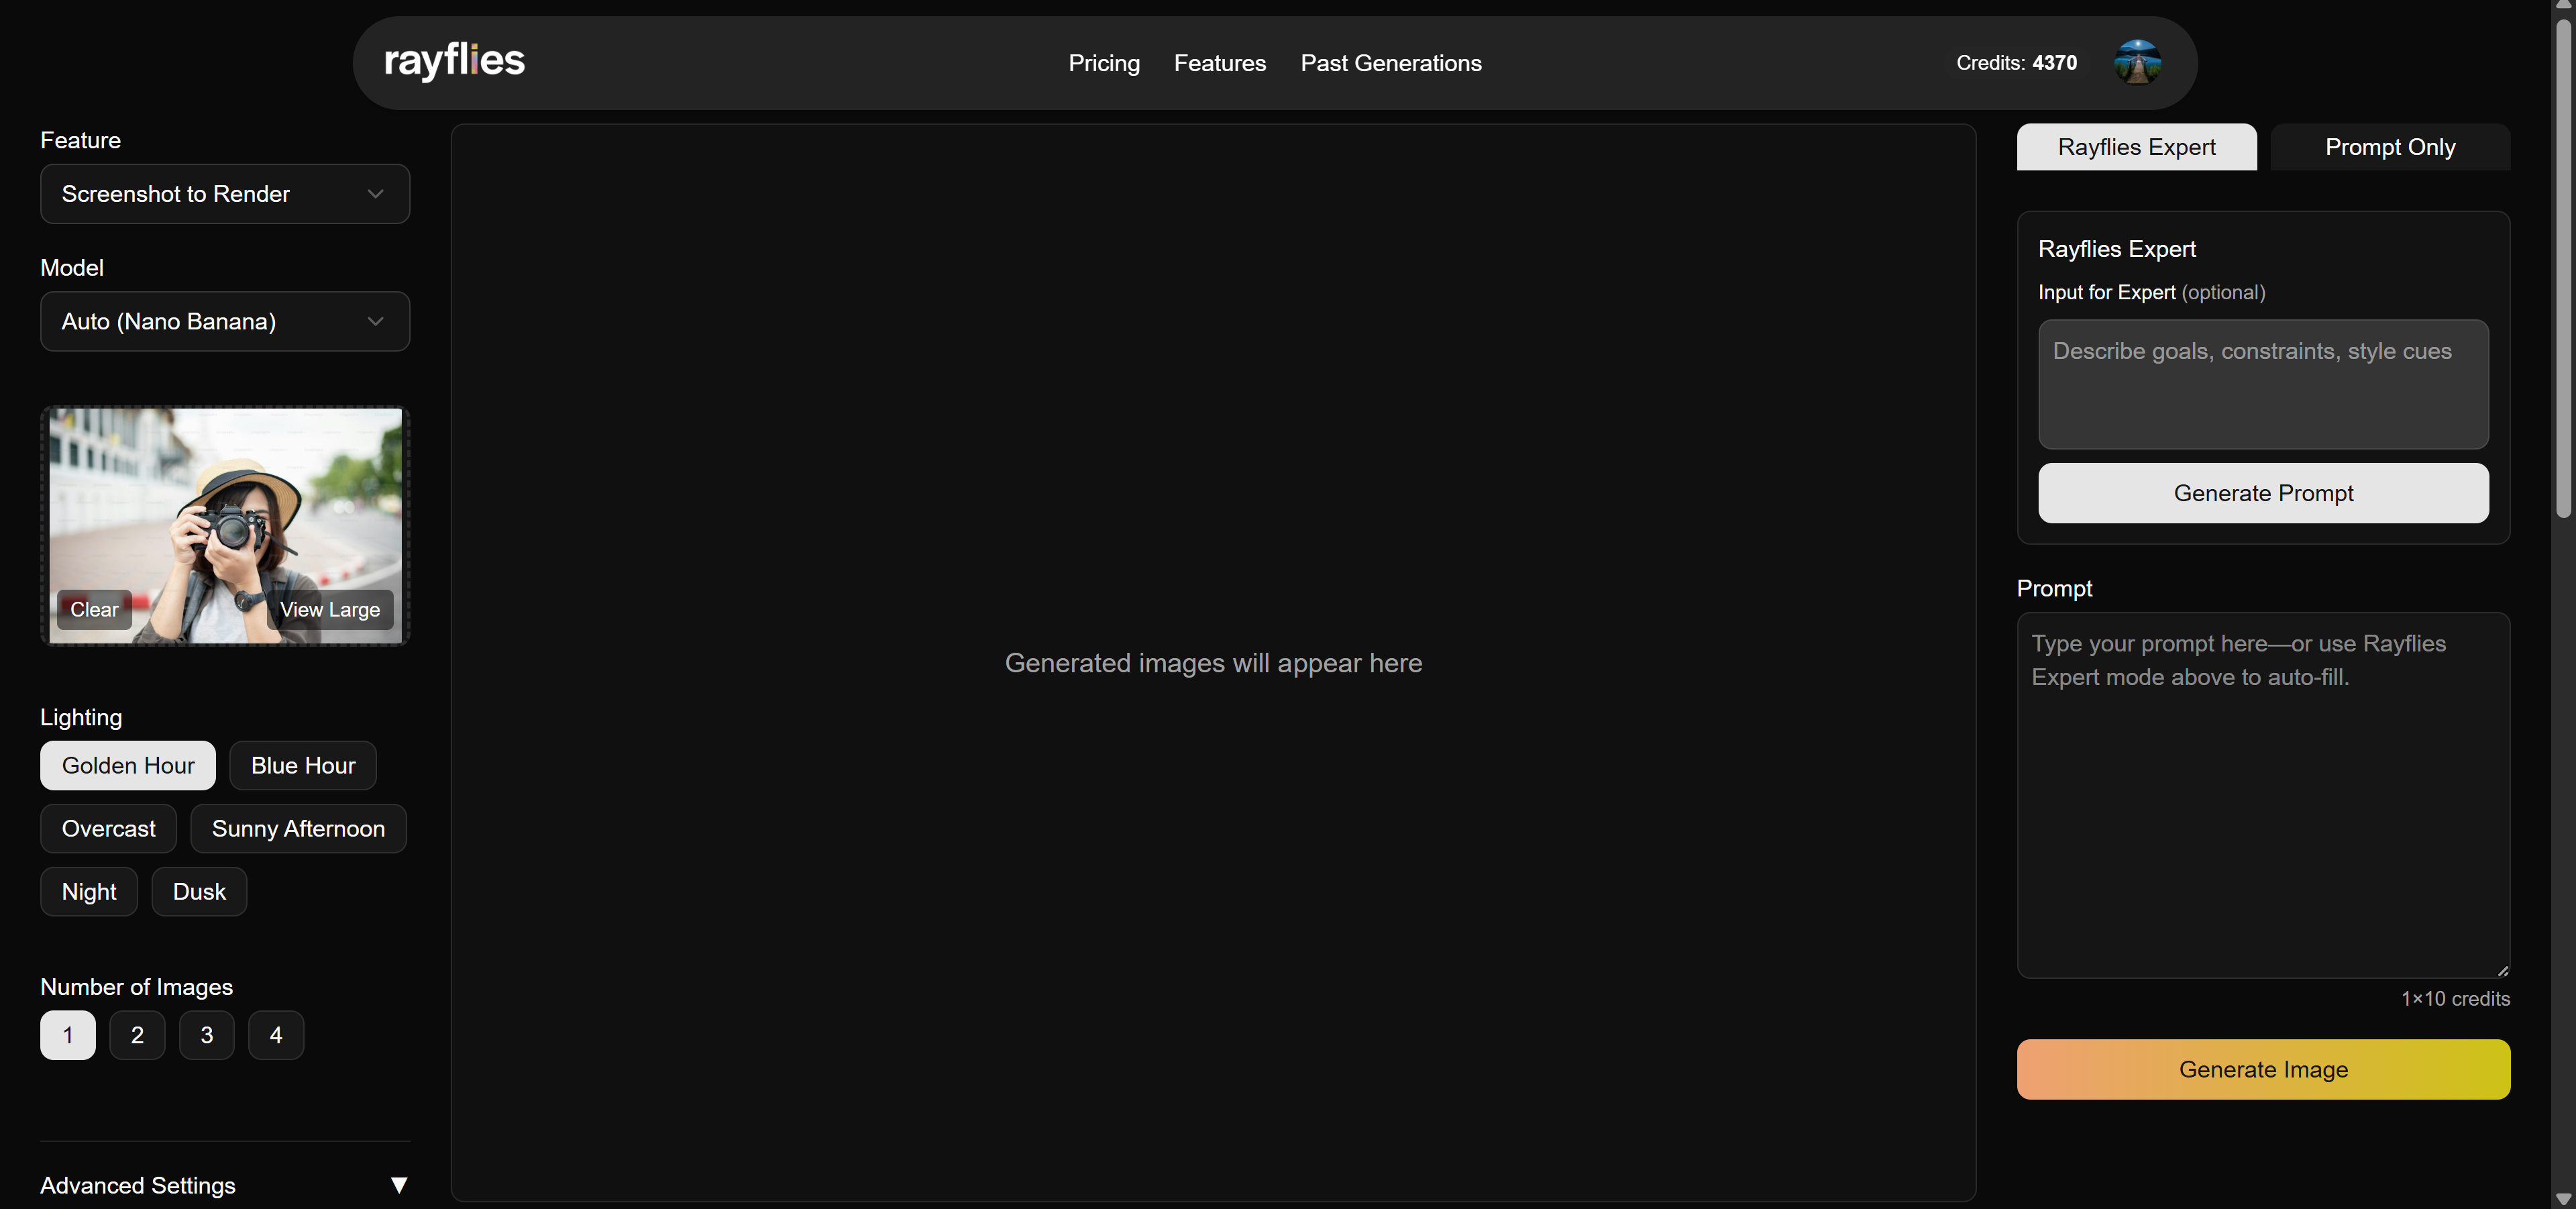 rayflies
Pricing
Features
Past Generations
Credits: 4370
Feature
Screenshot to Render
Model
Auto (Nano Banana)
Clear
View Large
Lighting
Golden Hour
Blue Hour
Overcast
Sunny Afternoon
Night
Dusk
Number of Images
1
2
3
4
Advanced Settings
▼
Generated images will appear here
Rayflies Expert
Prompt Only
Rayflies Expert
Input for Expert (optional)
Describe goals, constraints, style cues
Generate Prompt
Prompt
Type your prompt here—or use Rayflies
Expert mode above to auto-fill.
1×10 credits
Generate Image